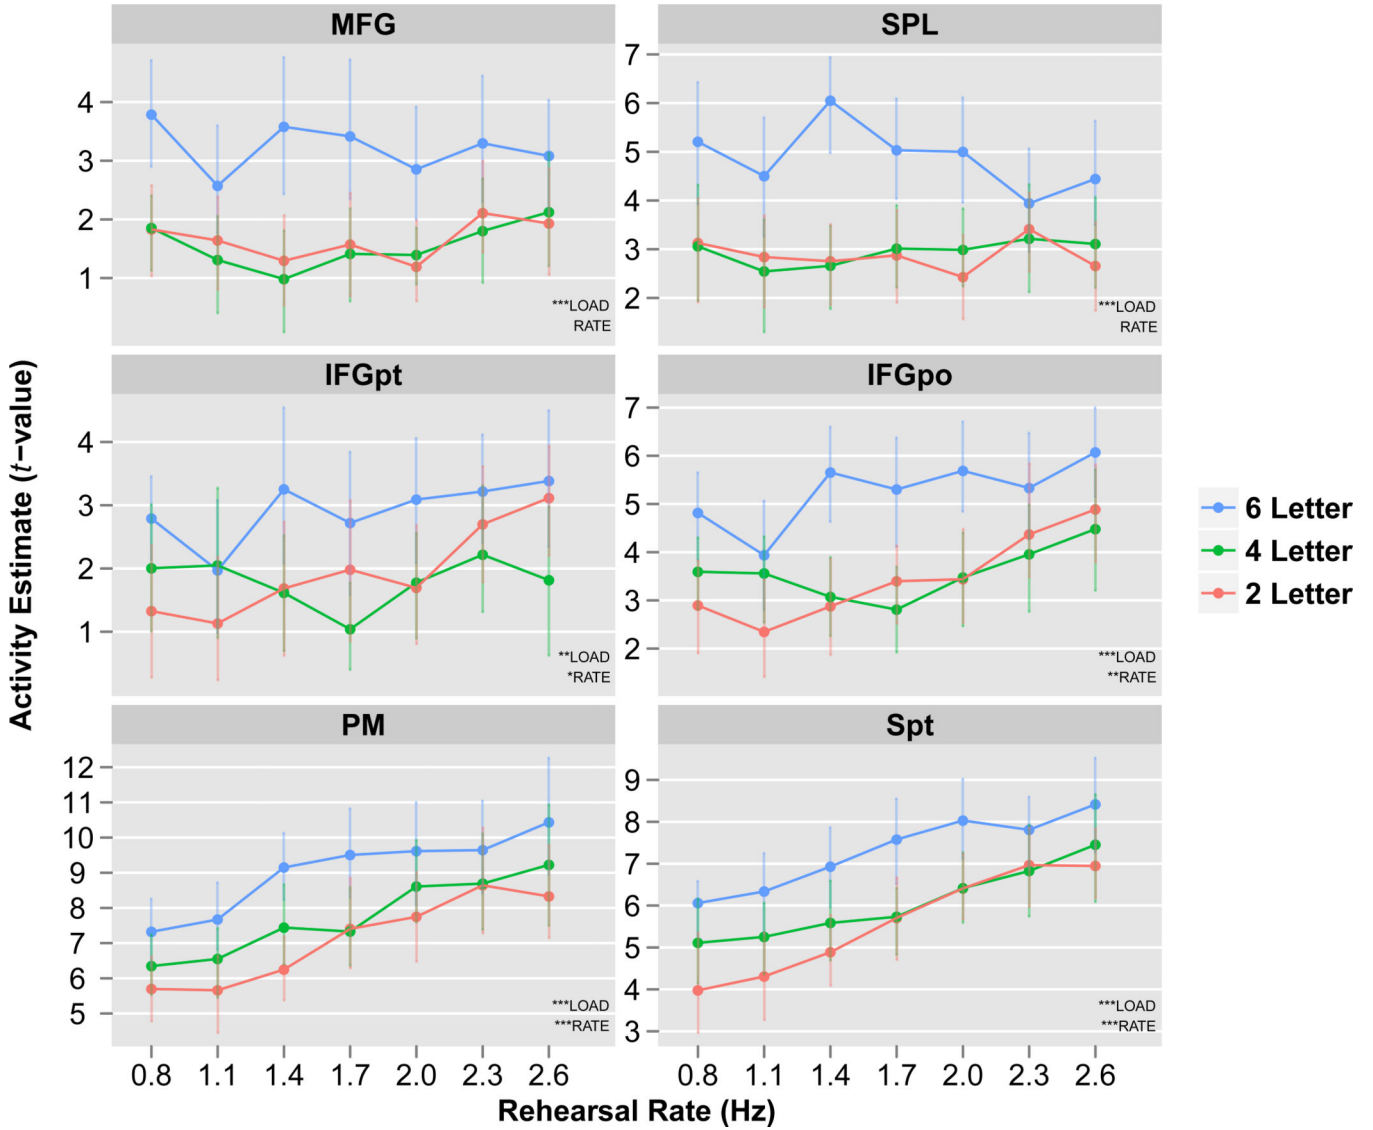 MFG
4
3
2
1
***LOAD
RATE
SPL
7
6
5
4
3
2
***LOAD
RATE
IFGpt
4
3
2
1
**LOAD
*RATE
IFGpo
7
6
5
4
3
2
***LOAD
**RATE
PM
12
11
10
9
8
7
6
5
***LOAD
***RATE
0.8 1.1 1.4 1.7 2.0 2.3 2.6
Spt
9
8
7
6
5
4
3
***LOAD
***RATE
0.8 1.1 1.4 1.7 2.0 2.3 2.6
Activity Estimate (t−value)
Rehearsal Rate (Hz)
6 Letter
4 Letter
2 Letter